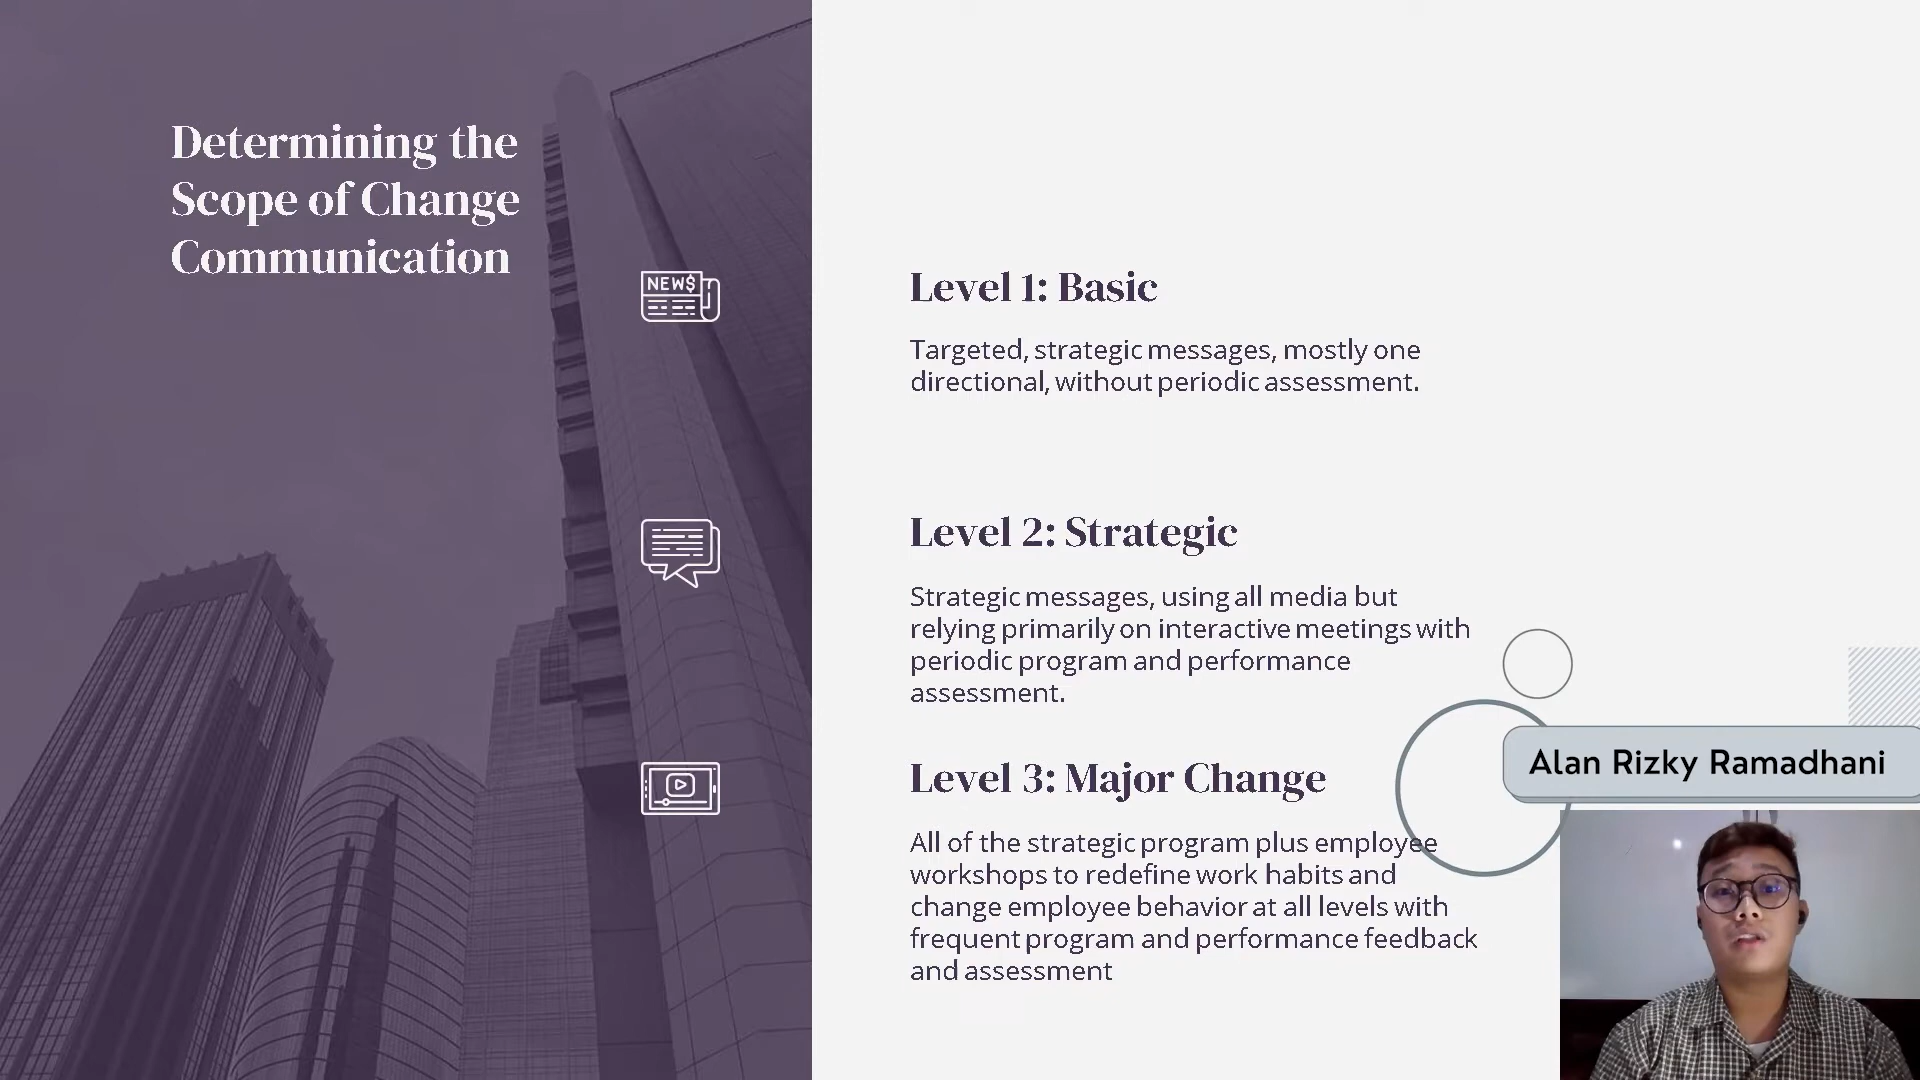 Determining the
Scope of Change
Communication
NEW$
Level 1: Basic
Targeted, strategic messages, mostly one
directional, without periodic assessment.
Level 2: Strategic
Strategic messages, using all media but
relying primarily on interactive meetings with
periodic program and performance
assessment.
Level 3: Major Change
All of the strategic program plus employee
workshops to redefine work habits and
change employee behavior at all levels with
frequent program and performance feedback
and assessment
Alan Rizky Ramadhani